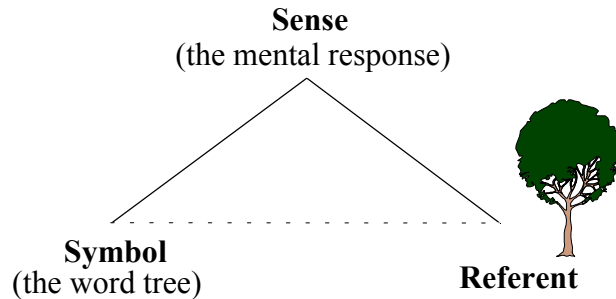 Sense
(the mental response)
Symbol
(the word tree)
Referent